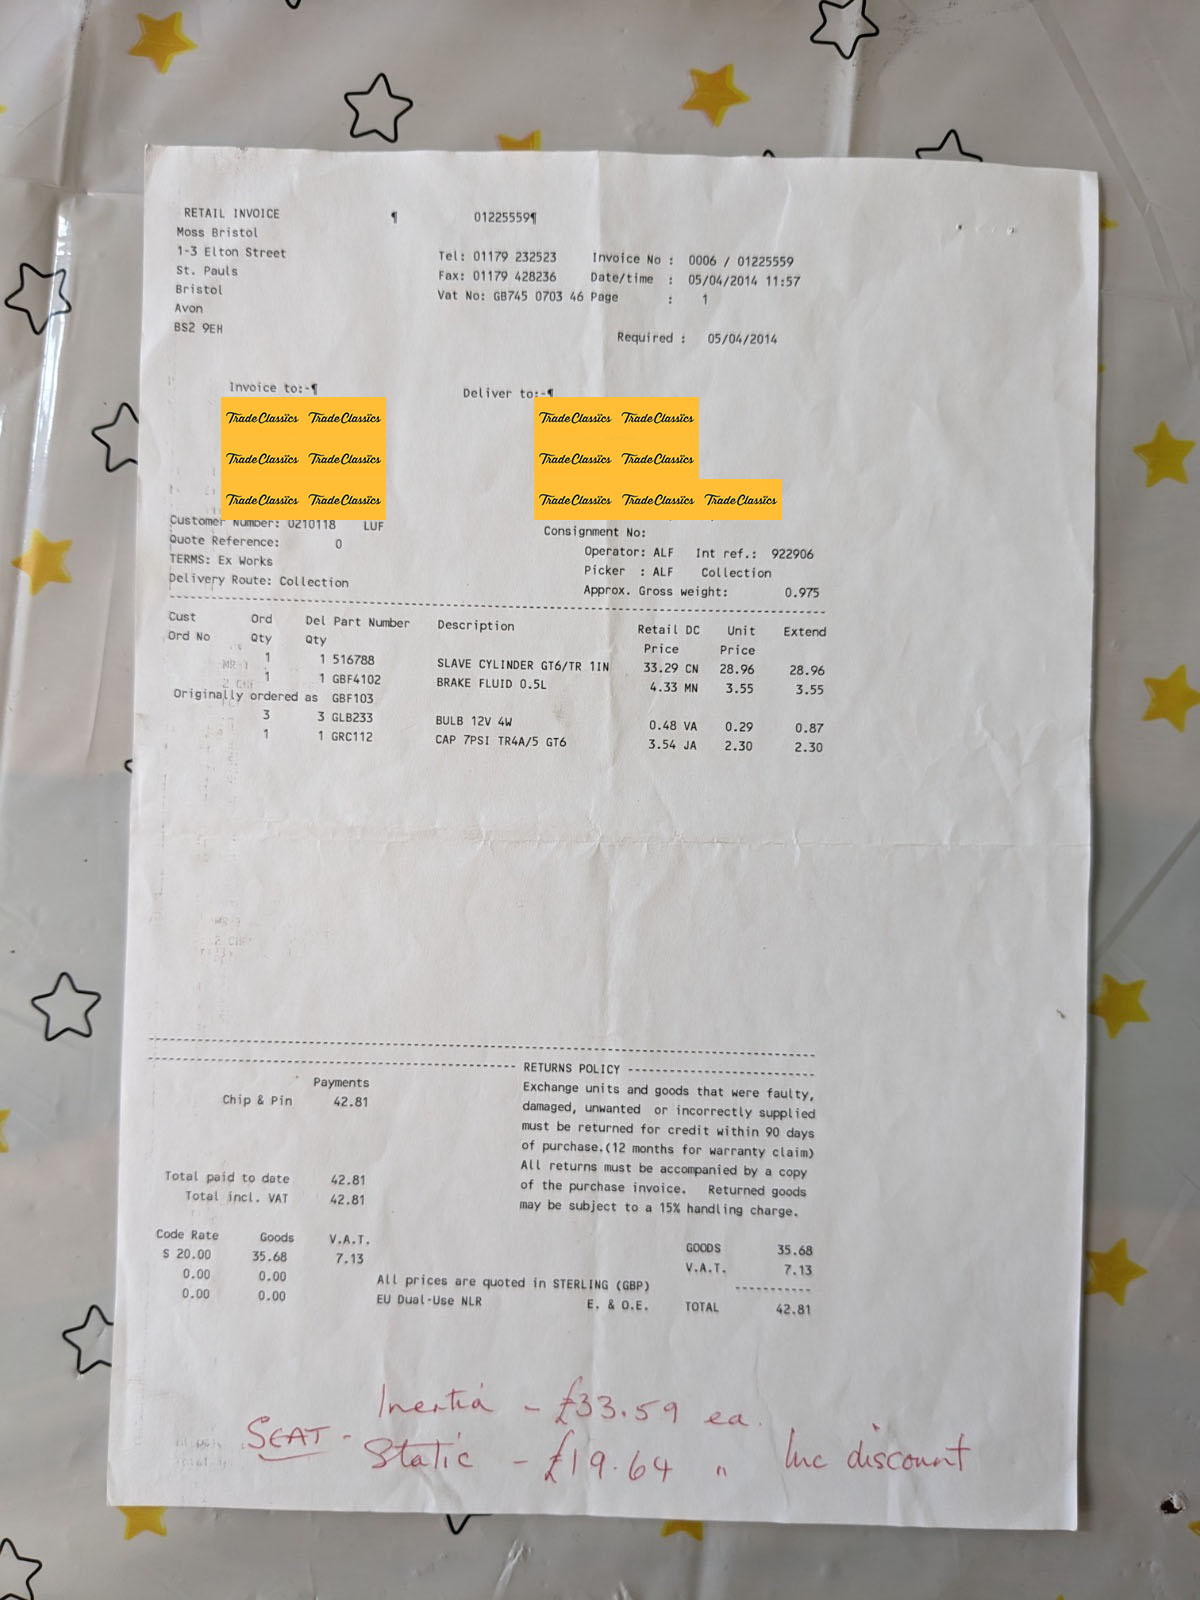 RETAIL INVOICE ¶ 01225559¶
Moss Bristol
1-3 Elton Street
St. Pauls
Bristol
Avon
BS2 9EH
Tel: 01179 232523 Invoice No : 0006 / 01225559
Fax: 01179 428236 Date/time : 05/04/2014 11:57
Vat No: GB745 0703 46 Page : 1
Required : 05/04/2014
Invoice to:-¶ Deliver to:-¶
TradeClassics TradeClassics TradeClassics TradeClassics
TradeClassics TradeClassics TradeClassics TradeClassics
TradeClassics TradeClassics TradeClassics TradeClassics TradeClassics
Customer Number: 0210118 LUF
Quote Reference: 0
TERMS: Ex Works
Delivery Route: Collection
Consignment No:
Operator: ALF Int ref.: 922906
Picker : ALF Collection
Approx. Gross weight: 0.975
Cust Ord Del Part Number Description Retail DC Unit Extend
Ord No Qty Qty Price Price
1 1 516788 SLAVE CYLINDER GT6/TR 1IN 33.29 CN 28.96 28.96
1 1 GBF4102 BRAKE FLUID 0.5L 4.33 MN 3.55 3.55
Originally ordered as GBF103
3 3 GLB233 BULB 12V 4W 0.48 VA 0.29 0.87
1 1 GRC112 CAP 7PSI TR4A/5 GT6 3.54 JA 2.30 2.30
Payments
Chip & Pin 42.81
Total paid to date 42.81
Total incl. VAT 42.81
RETURNS POLICY
Exchange units and goods that were faulty,
damaged, unwanted or incorrectly supplied
must be returned for credit within 90 days
of purchase.(12 months for warranty claim)
All returns must be accompanied by a copy
of the purchase invoice. Returned goods
may be subject to a 15% handling charge.
Code Rate Goods V.A.T.
S 20.00 35.68 7.13
0.00 0.00
0.00 0.00
GOODS 35.68
V.A.T. 7.13
All prices are quoted in STERLING (GBP)
EU Dual-Use NLR E. & O.E. TOTAL 42.81
Inertia - £33.59 ea.
SEAT -
Static - £19.64 " Inc discount